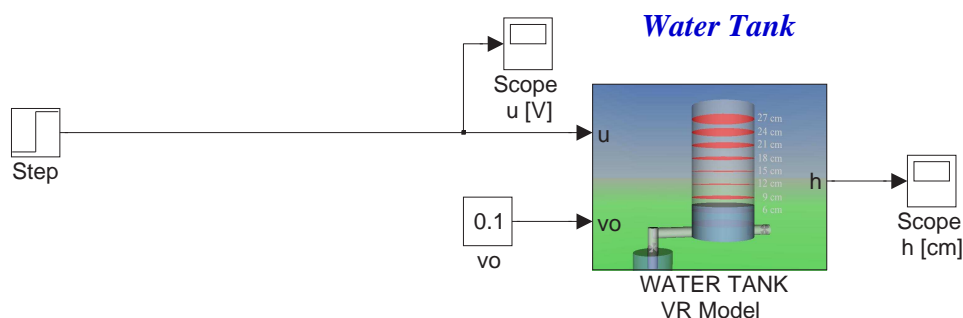 Water Tank
Scope
u [V]
Step
u
27 cm
24 cm
21 cm
18 cm
15 cm
12 cm
9 cm
6 cm
h
0.1
vo
vo
Scope
h [cm]
WATER TANK
VR Model